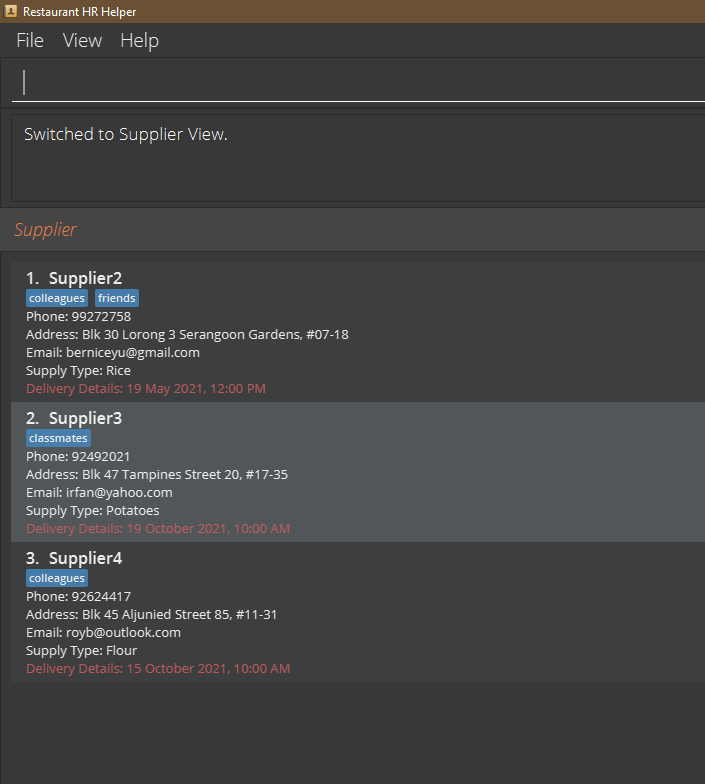 Restaurant HR Helper
File View Help
Switched to Supplier View.
Supplier
1. Supplier2
colleagues friends
Phone: 99272758
Address: Blk 30 Lorong 3 Serangoon Gardens, #07-18
Email: berniceyu@gmail.com
Supply Type: Rice
Delivery Details: 19 May 2021, 12:00 PM
2. Supplier3
classmates
Phone: 92492021
Address: Blk 47 Tampines Street 20, #17-35
Email: irfan@yahoo.com
Supply Type: Potatoes
Delivery Details: 19 October 2021, 10:00 AM
3. Supplier4
colleagues
Phone: 92624417
Address: Blk 45 Aljunied Street 85, #11-31
Email: royb@outlook.com
Supply Type: Flour
Delivery Details: 15 October 2021, 10:00 AM